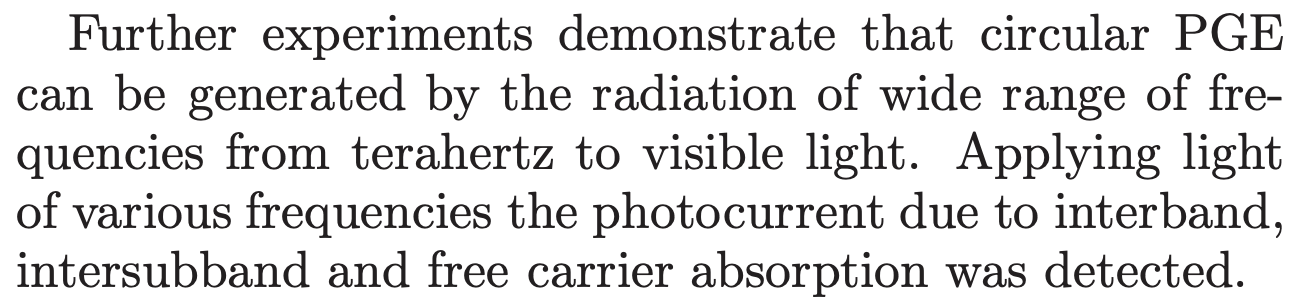 Further experiments demonstrate that circular PGE
can be generated by the radiation of wide range of fre-
quencies from terahertz to visible light. Applying light
of various frequencies the photocurrent due to interband,
intersubband and free carrier absorption was detected.